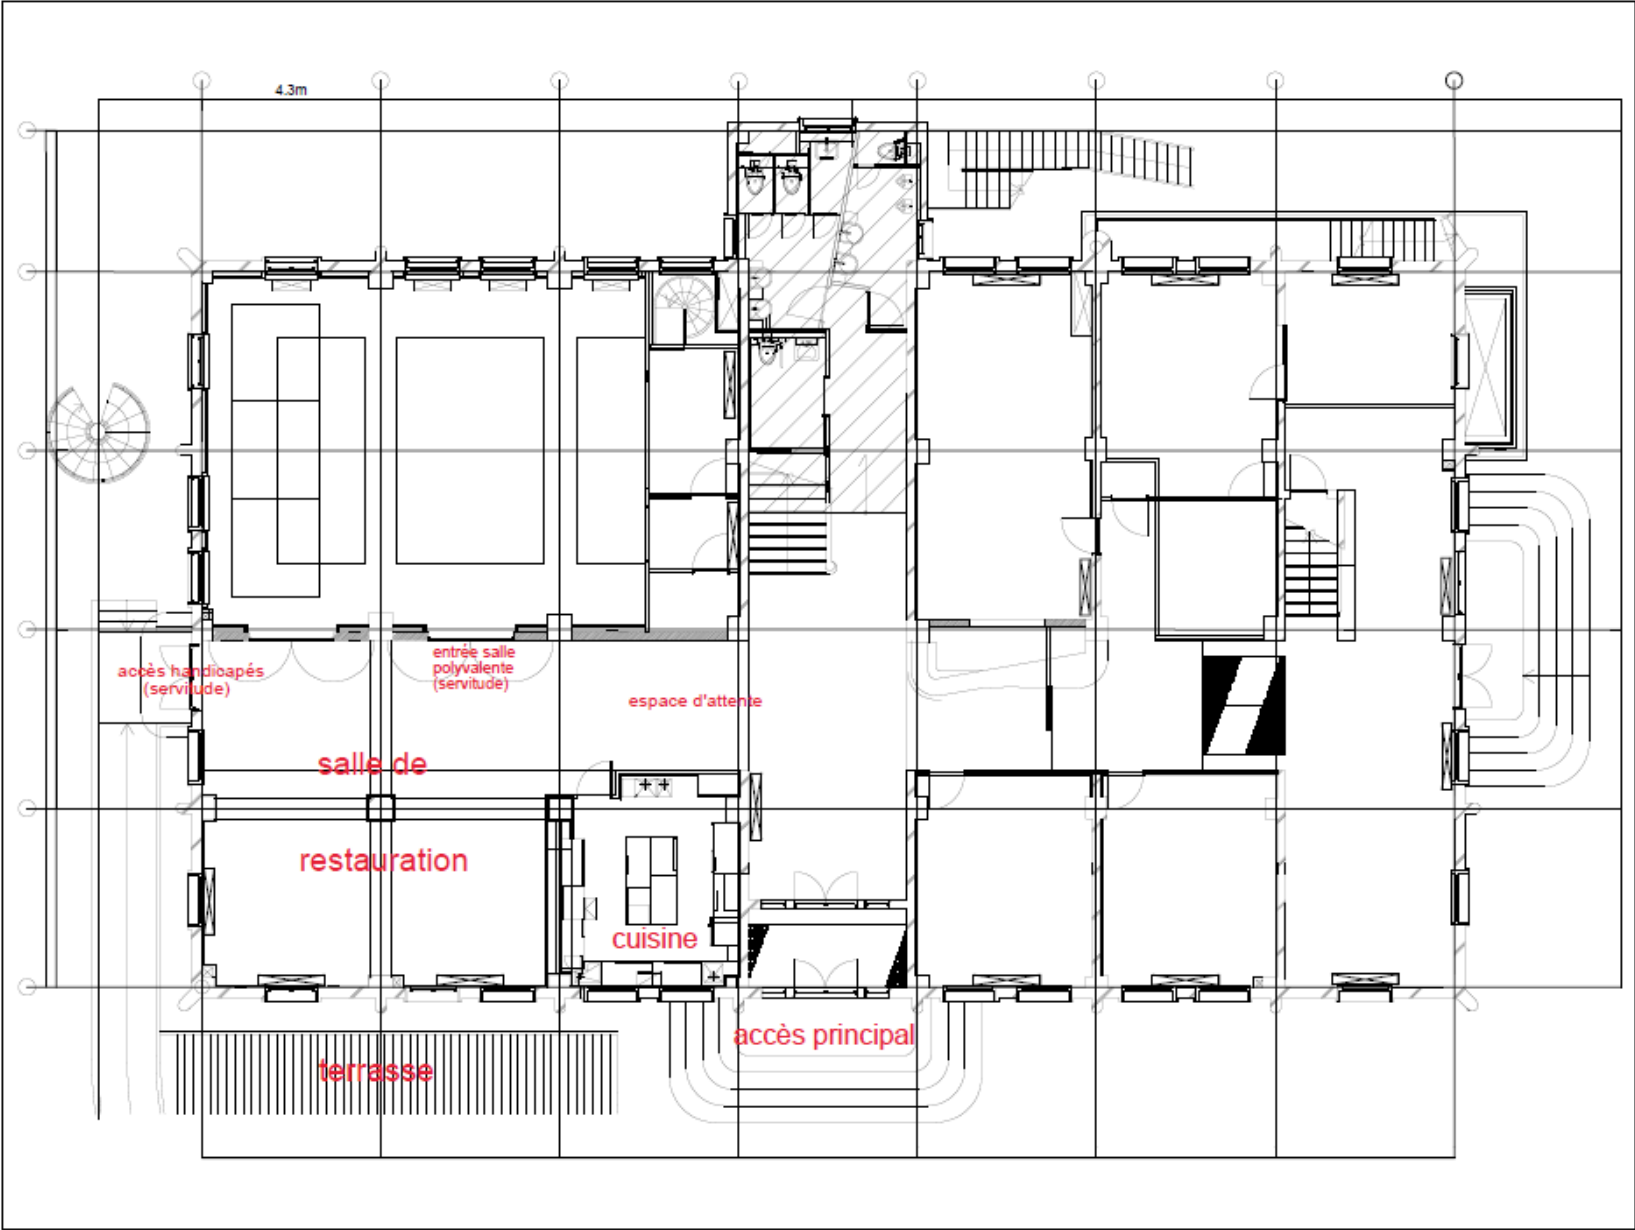 4.3m
accès handicapés
(servitude)
entrée salle
polyvalente
(servitude)
espace d'attente
salle de
restauration
cuisine
accès principal
terrasse